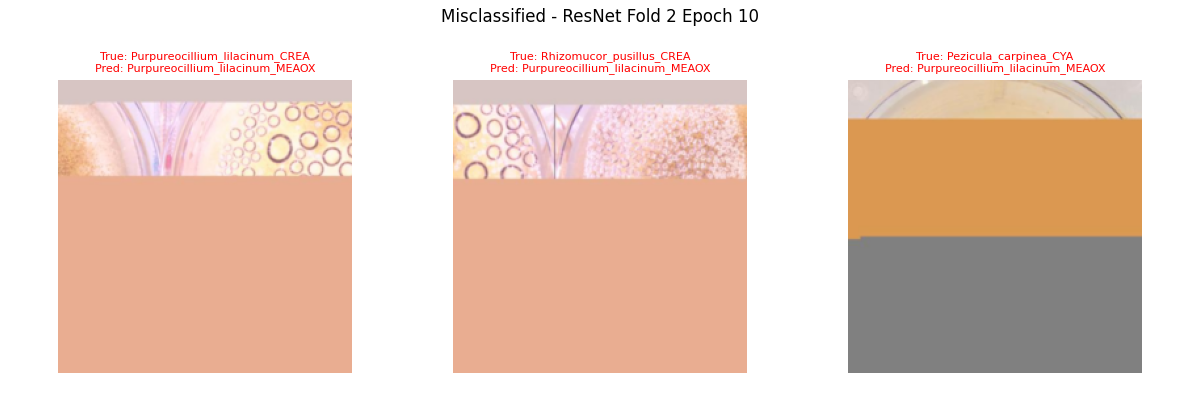 Misclassified - ResNet Fold 2 Epoch 10
True: Purpureocillium_lilacinum_CREA
Pred: Purpureocillium_lilacinum_MEAOX
True: Rhizomucor_pusillus_CREA
Pred: Purpureocillium_lilacinum_MEAOX
True: Pezicula_carpinea_CYA
Pred: Purpureocillium_lilacinum_MEAOX